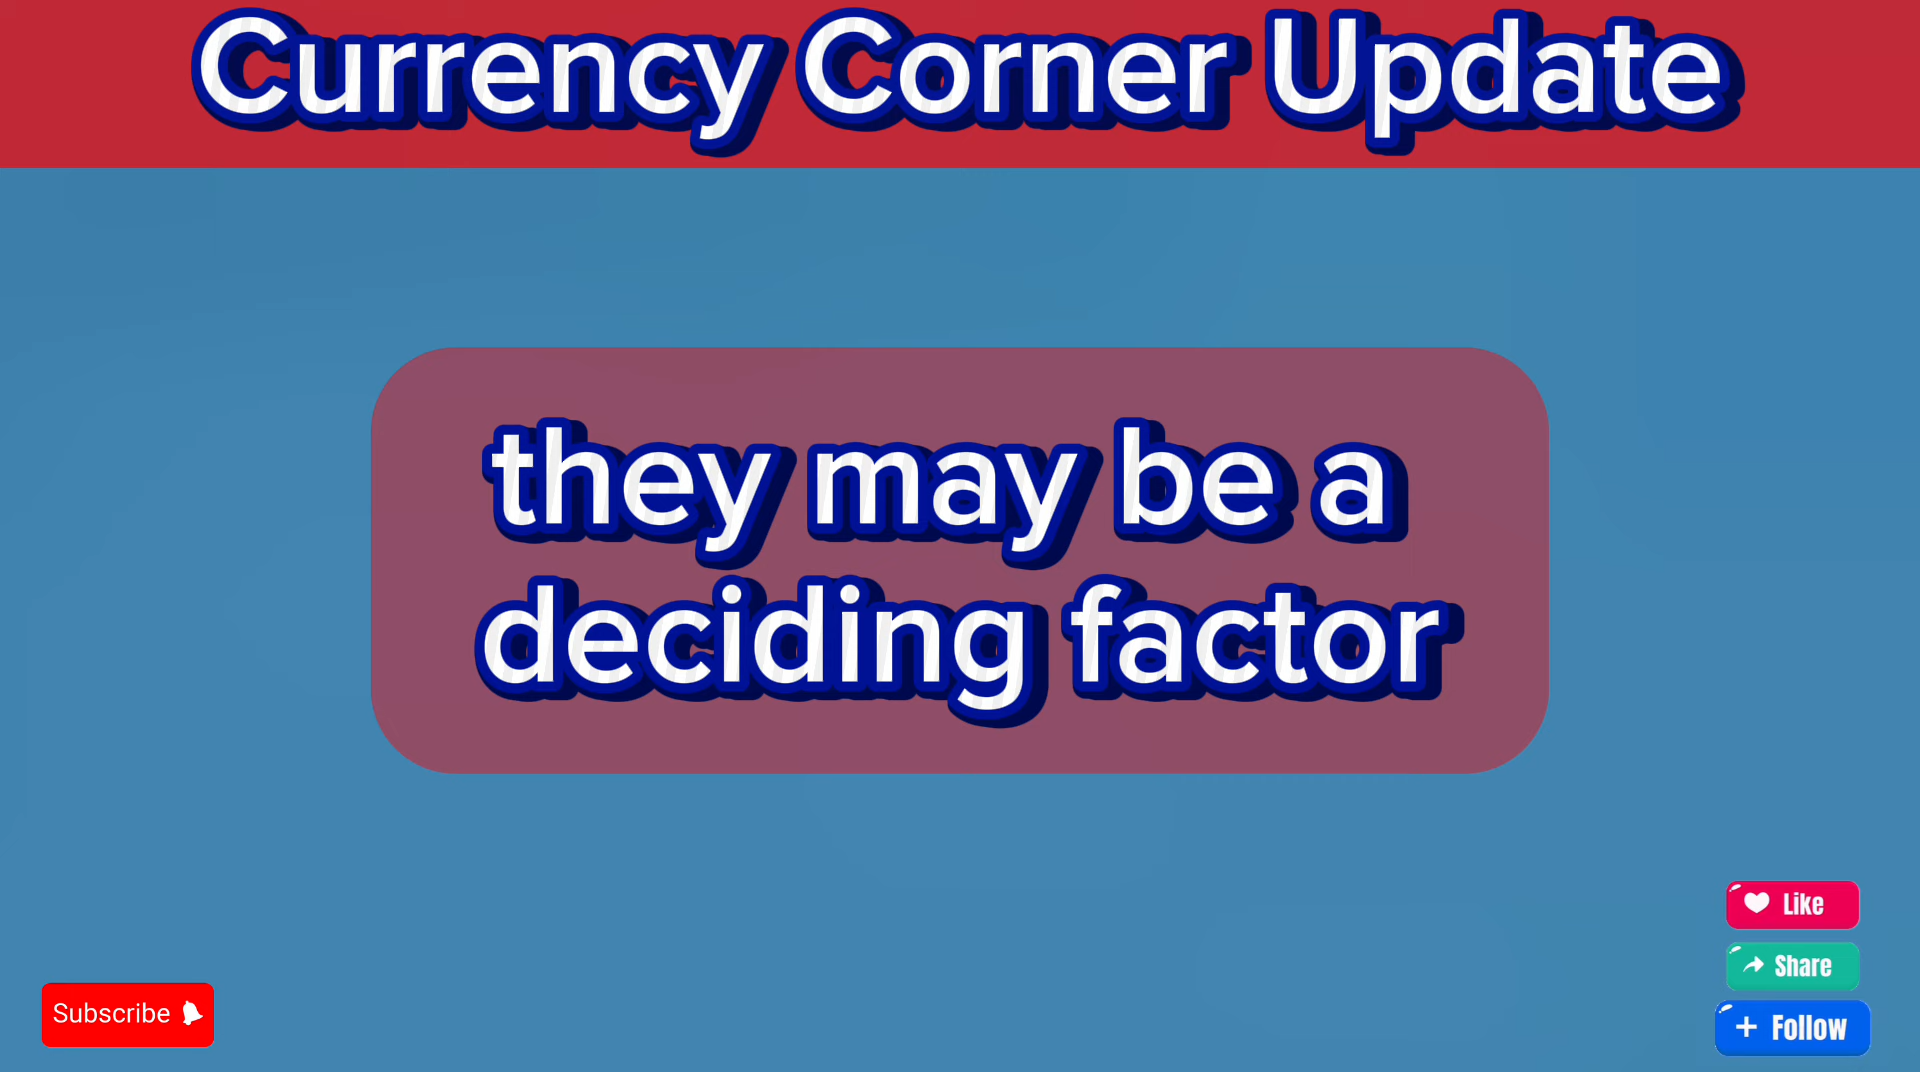 Currency Corner Update
they may be a
deciding factor
Like
Share
Subscribe
Follow